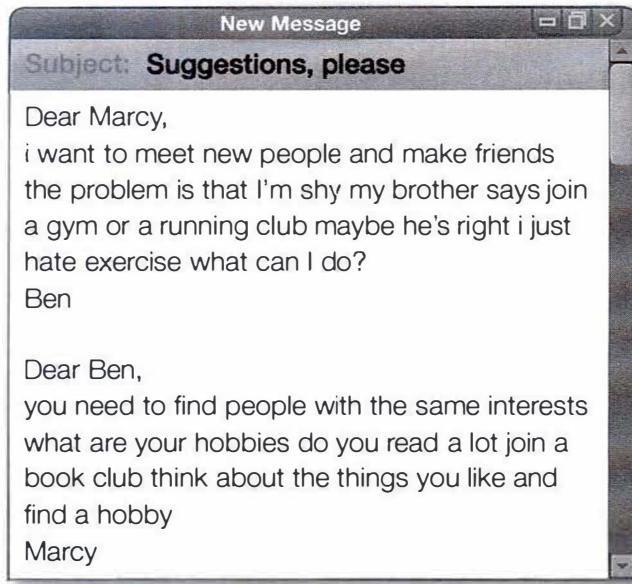 New Message
Subject: Suggestions, please
Dear Marcy,
i want to meet new people and make friends
the problem is that I'm shy my brother says join
a gym or a running club maybe he's right i just
hate exercise what can I do?
Ben
Dear Ben,
you need to find people with the same interests
what are your hobbies do you read a lot join a
book club think about the things you like and
find a hobby
Marcy